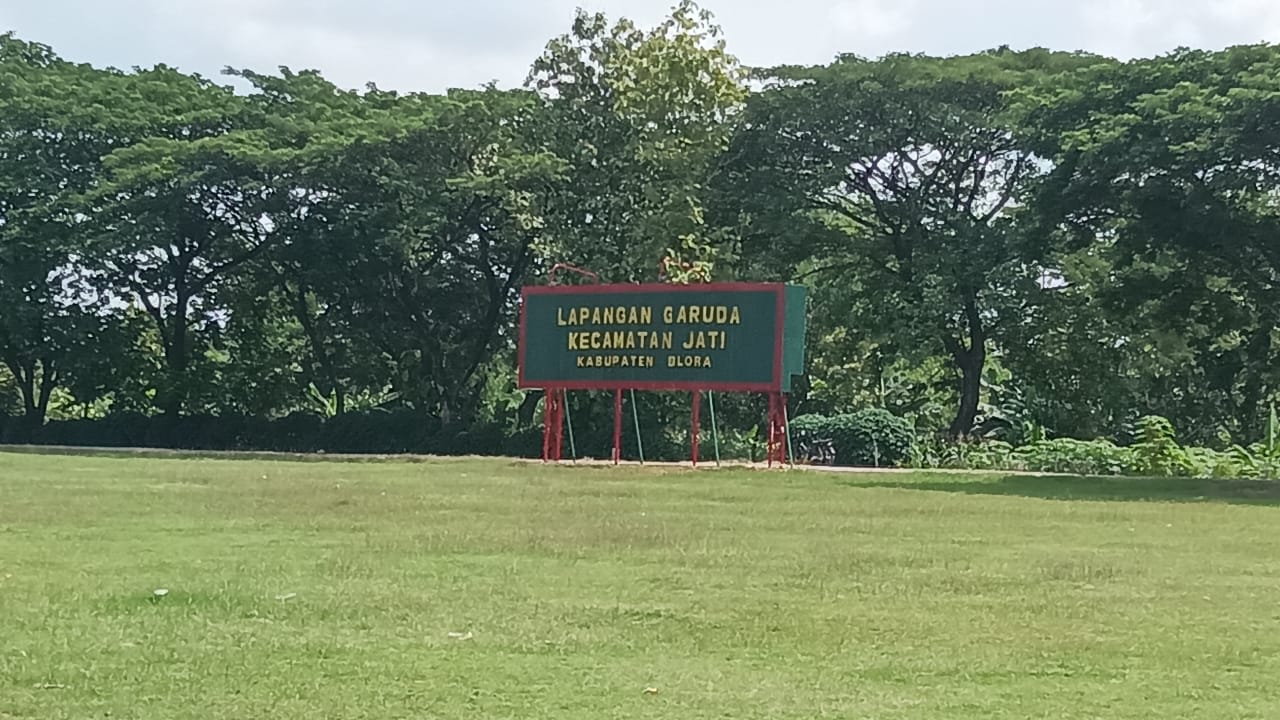 LAPANGAN GARUDA
KECAMATAN JATI
KABUPATEN BLORA